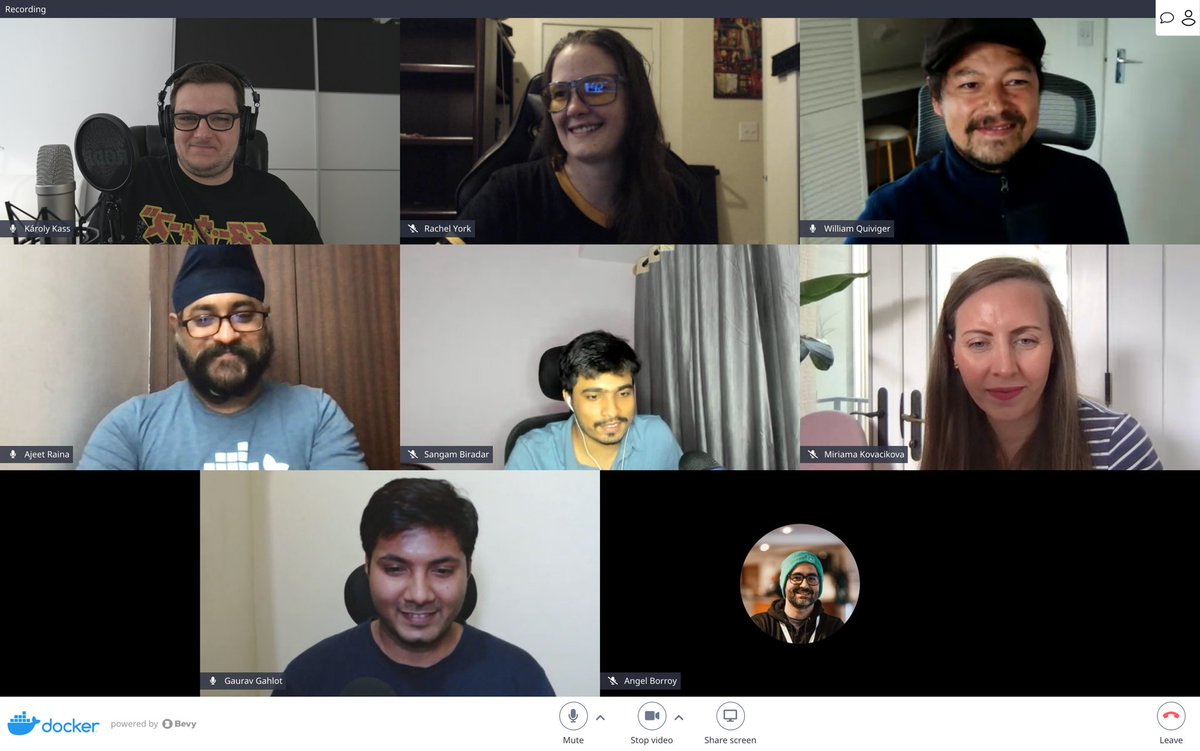 Recording
Károly Kass
Rachel York
William Quiviger
Ajeet Raina
Sangam Biradar
Miriama Kovacikova
Gaurav Gahlot
Angel Borroy
docker
powered by Bevy
Mute
Stop video
Share screen
Leave